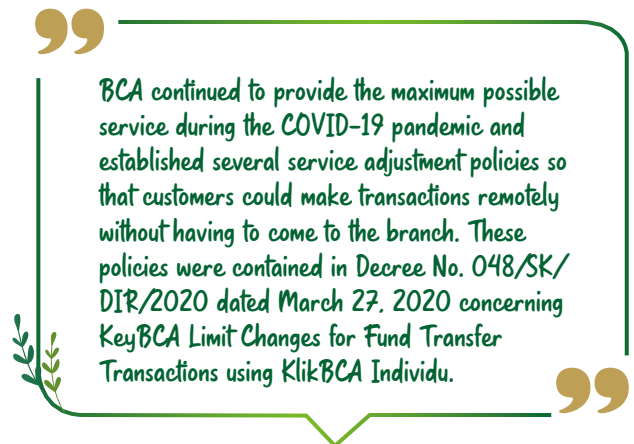 BCA continued to provide the maximum possible
service during the COVID-19 pandemic and
established several service adjustment policies so
that customers could make transactions remotely
without having to come to the branch. These
policies were contained in Decree No. 048/SK/
DIR/2020 dated March 27, 2020 concerning
KeyBCA Limit Changes for Fund Transfer
Transactions using KlikBCA Individu.